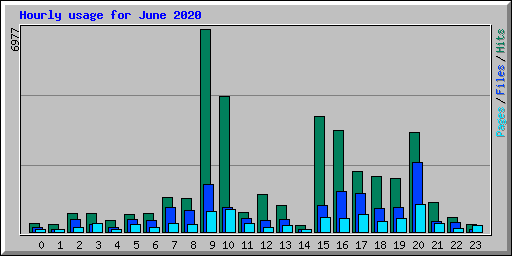 Hourly usage for June 2020
6977
Pages/Files/Hits
0 1 2 3 4 5 6 7 8 9 10 11 12 13 14 15 16 17 18 19 20 21 22 23